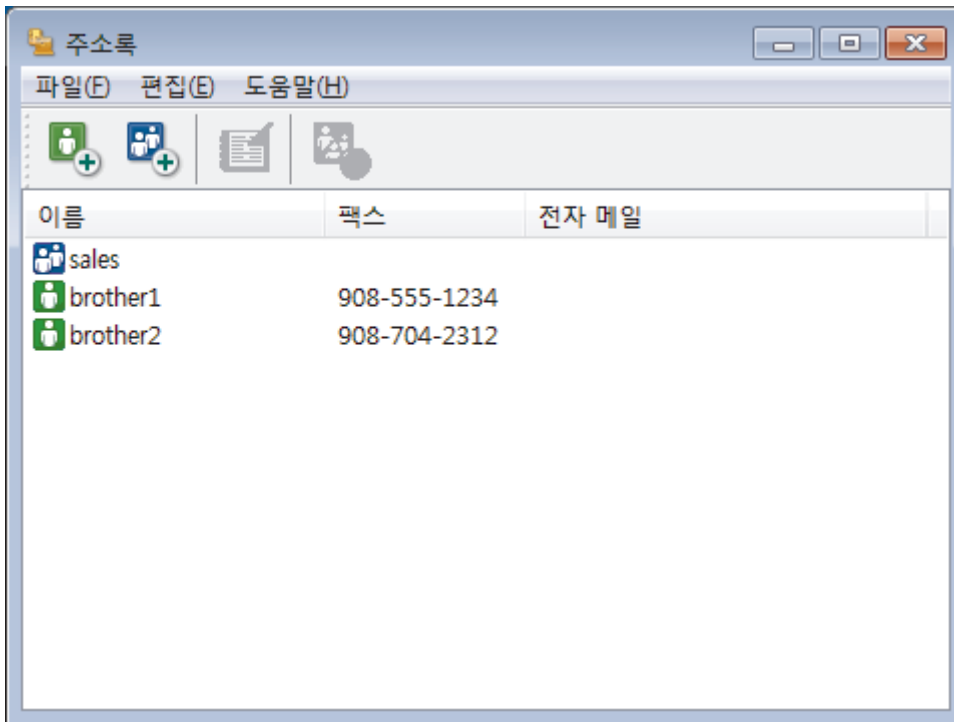 주소록
파일(F) 편집(E) 도움말(H)
이름 팩스 전자 메일
sales
brother1 908-555-1234
brother2 908-704-2312